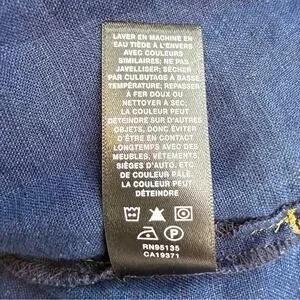 LAVER EN MACHINE EN
EAU TIÈDE À L'ENVERS
AVEC COULEURS
SIMILAIRES; NE PAS
JAVELLISER; SÉCHER
PAR CULBUTAGE À BASSE
TEMPÉRATURE; REPASSER
À FER DOUX OU
NETTOYER À SEC.
LA COULEUR PEUT
DÉTEINDRE SUR D'AUTRES
OBJETS, DONC ÉVITER
D'ÊTRE EN CONTACT
LONGTEMPS AVEC DES
MEUBLES, VÊTEMENTS,
SIÈGES D'AUTO, ETC.
DE COULEUR PÂLE.
LA COULEUR PEUT
DÉTEINDRE.
P
RN95135
CA19371